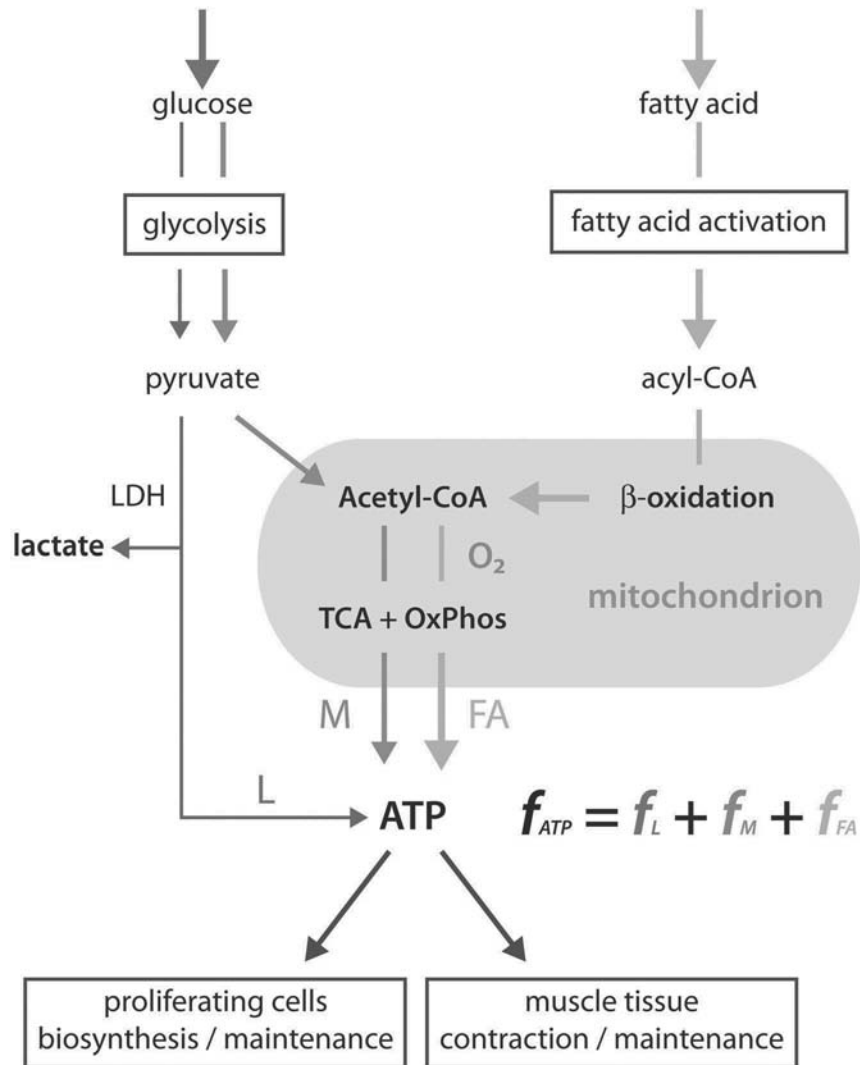 glucose
fatty acid
glycolysis
fatty acid activation
pyruvate
acyl-CoA
LDH
Acetyl-CoA
β-oxidation
lactate
O₂
mitochondrion
TCA + OxPhos
M
FA
L
ATP
f_ATP = f_L + f_M + f_FA
proliferating cells
biosynthesis / maintenance
muscle tissue
contraction / maintenance